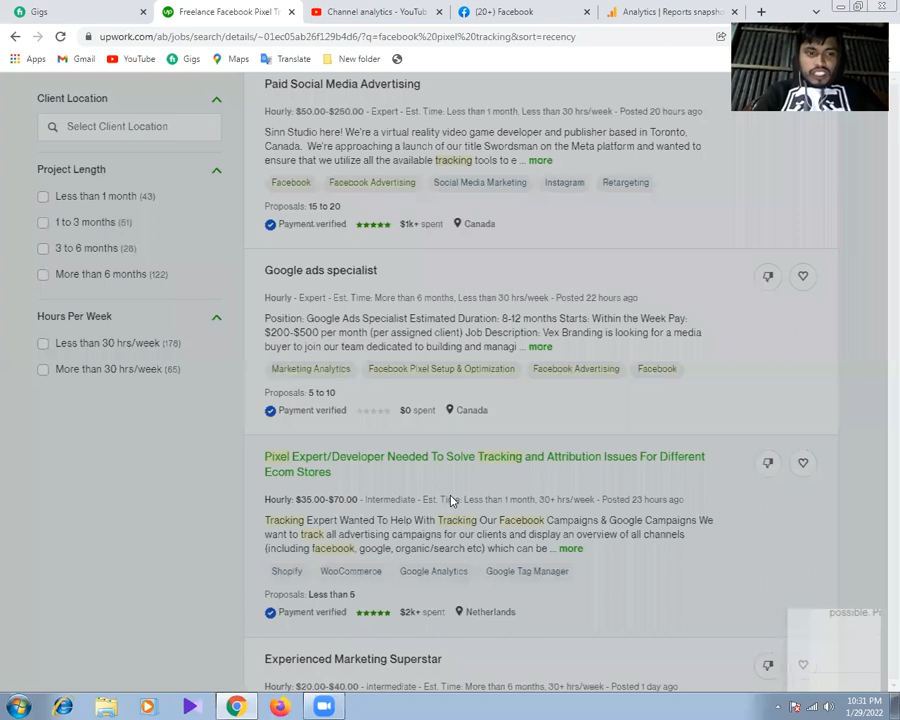 Gigs
Freelance Facebook Pixel Tr
Channel analytics - YouTube
(20+) Facebook
Analytics | Reports snapsho
upwork.com/ab/jobs/search/details/~01ec05ab26f129b4d6/?q=facebook%20pixel%20tracking&sort=recency
Apps
Gmail
YouTube
Gigs
Maps
Translate
New folder
Client Location
Select Client Location
Project Length
Less than 1 month (43)
1 to 3 months (51)
3 to 6 months (28)
More than 6 months (122)
Hours Per Week
Less than 30 hrs/week (178)
More than 30 hrs/week (65)
Paid Social Media Advertising
Hourly: $50.00-$250.00 - Expert - Est. Time: Less than 1 month, Less than 30 hrs/week - Posted 20 hours ago
Sinn Studio here! We're a virtual reality video game developer and publisher based in Toronto,
Canada. We're approaching a launch of our title Swordsman on the Meta platform and wanted to
ensure that we utilize all the available tracking tools to e ... more
Facebook Facebook Advertising Social Media Marketing Instagram Retargeting
Proposals: 15 to 20
Payment verified $1k+ spent Canada
Google ads specialist
Hourly - Expert - Est. Time: More than 6 months, Less than 30 hrs/week - Posted 22 hours ago
Position: Google Ads Specialist Estimated Duration: 8-12 months Starts: Within the Week Pay:
$200-$500 per month (per assigned client) Job Description: Vex Branding is looking for a media
buyer to join our team dedicated to building and managi ... more
Marketing Analytics Facebook Pixel Setup & Optimization Facebook Advertising Facebook
Proposals: 5 to 10
Payment verified $0 spent Canada
Pixel Expert/Developer Needed To Solve Tracking and Attribution Issues For Different
Ecom Stores
Hourly: $35.00-$70.00 - Intermediate - Est. Time: Less than 1 month, 30+ hrs/week - Posted 23 hours ago
Tracking Expert Wanted To Help With Tracking Our Facebook Campaigns & Google Campaigns We
want to track all advertising campaigns for our clients and display an overview of all channels
(including facebook, google, organic/search etc) which can be ... more
Shopify WooCommerce Google Analytics Google Tag Manager
Proposals: Less than 5
Payment verified $2k+ spent Netherlands
possible.
Experienced Marketing Superstar
Hourly: $20.00-$40.00 - Intermediate - Est. Time: More than 6 months, Less than 30 hrs/week - Posted 1 day ago
10:31 PM
1/29/2022